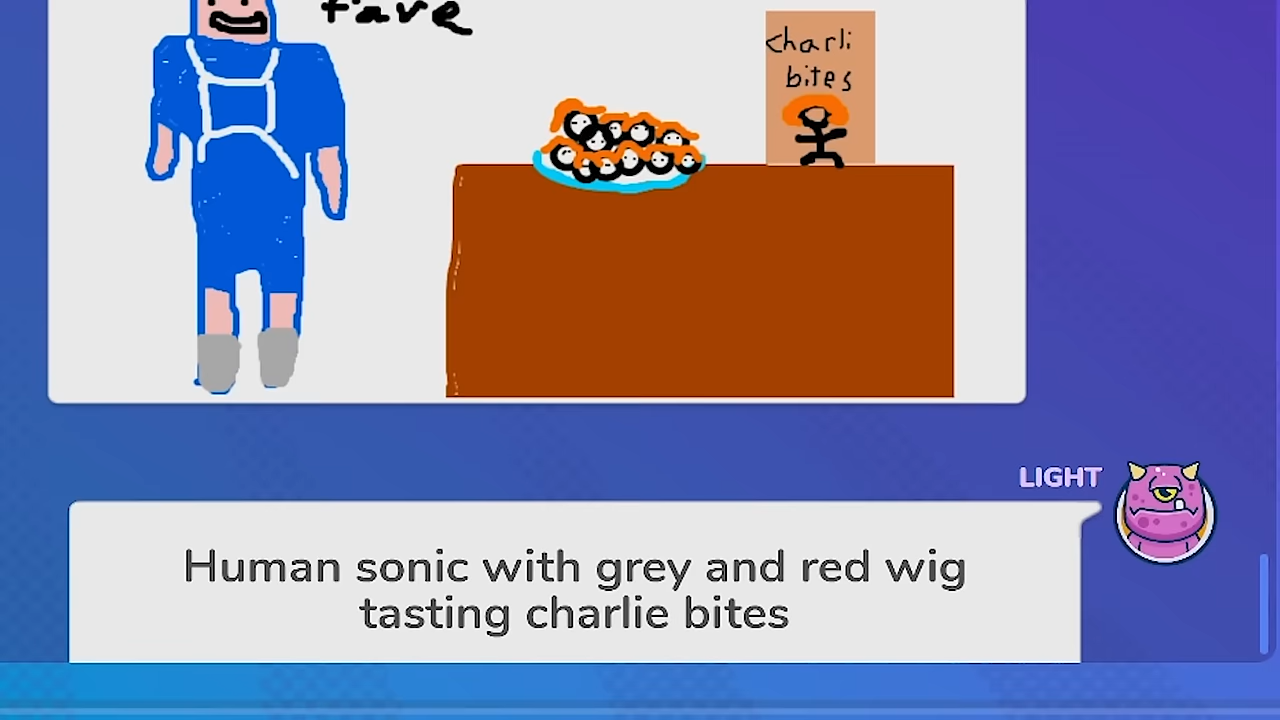 fave
charli
bites
LIGHT
Human sonic with grey and red wig
tasting charlie bites